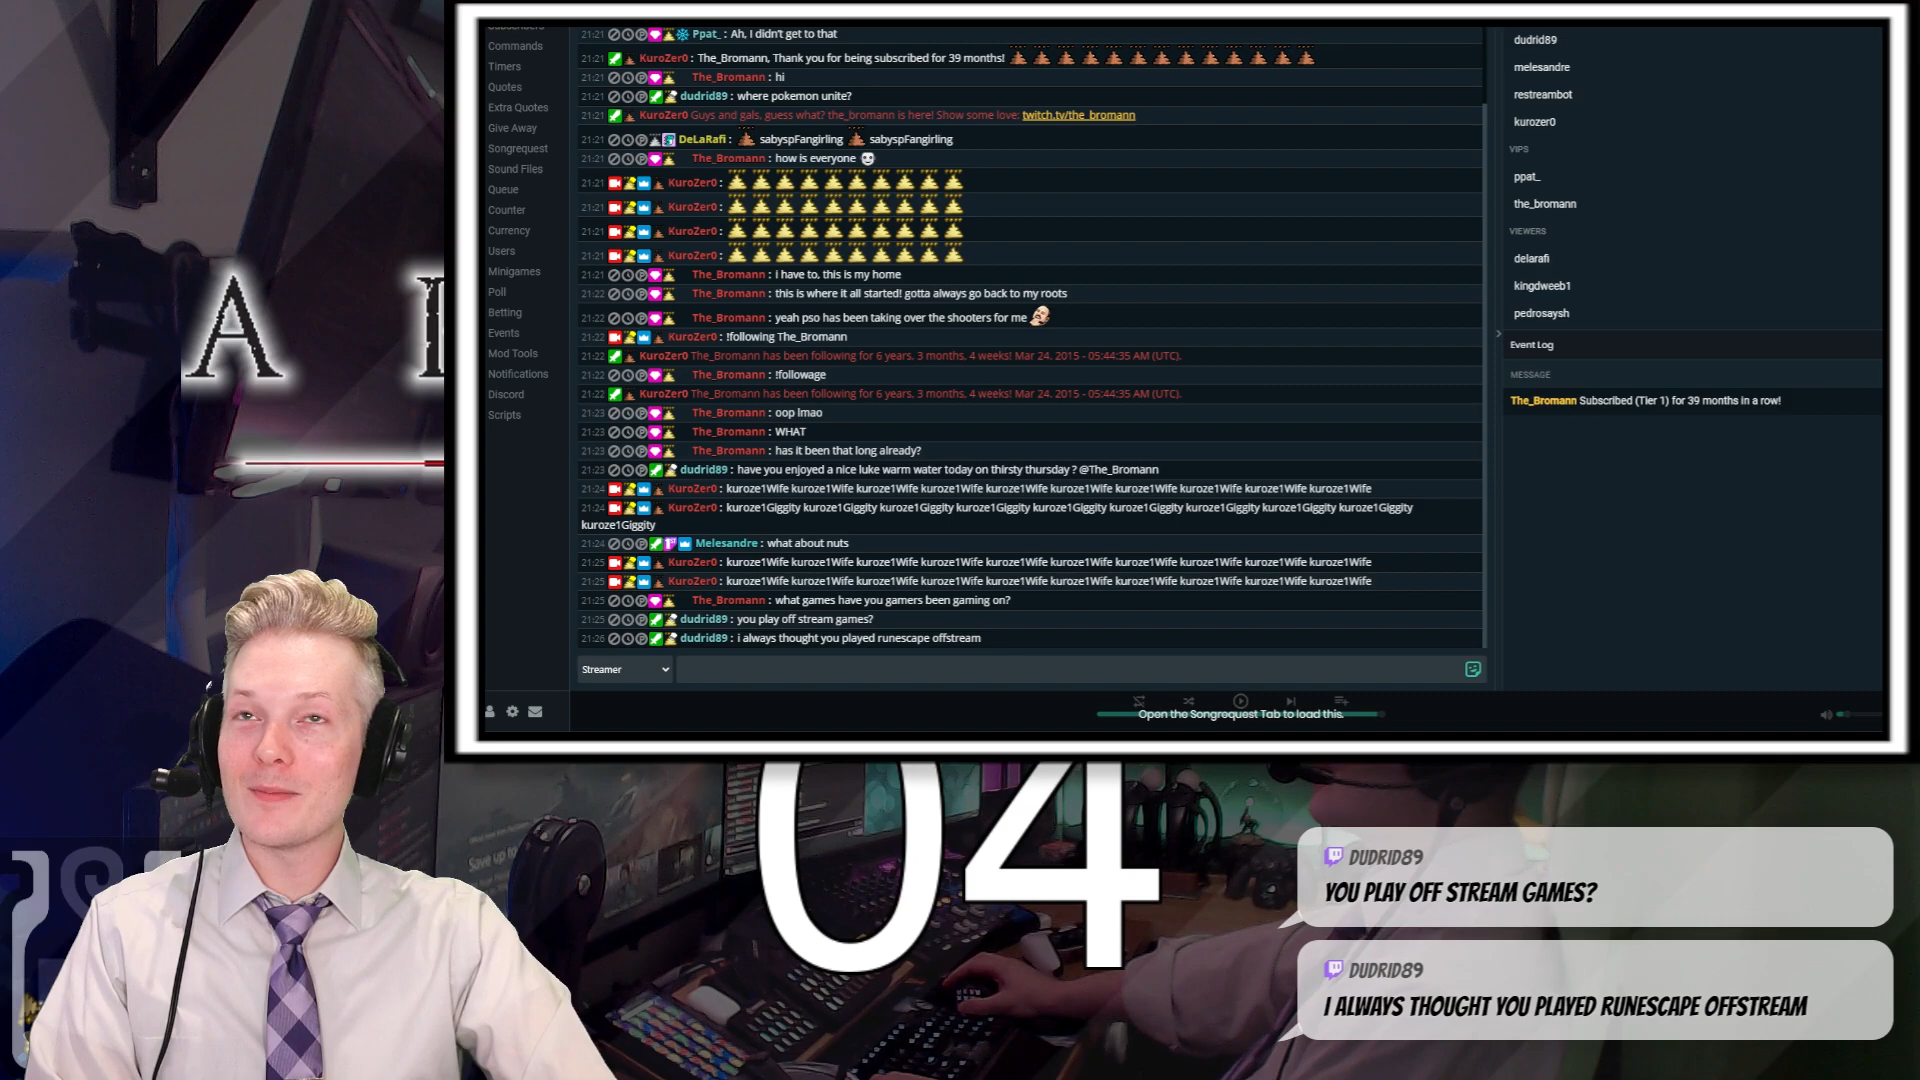 Commands
Timers
Quotes
Extra Quotes
Give Away
Songrequest
Sound Files
Queue
Counter
Currency
Users
Minigames
Poll
Betting
Events
Mod Tools
Notifications
Discord
Scripts
21:21 Ppat_ : Ah, I didn't get to that
21:21 KuroZer0 : The_Bromann, Thank you for being subscribed for 39 months!
21:21 The_Bromann : hi
21:21 dudrid89 : where pokemon unite?
21:21 KuroZer0 Guys and gals, guess what? the_bromann is here! Show some love: twitch.tv/the_bromann
21:21 DeLaRafi : sabyspFangirling sabyspFangirling
21:21 The_Bromann : how is everyone
21:21 KuroZer0 :
21:21 KuroZer0 :
21:21 KuroZer0 :
21:21 KuroZer0 :
21:21 The_Bromann : i have to, this is my home
21:22 The_Bromann : this is where it all started! gotta always go back to my roots
21:22 The_Bromann : yeah pso has been taking over the shooters for me
21:22 KuroZer0 : !following The_Bromann
21:22 KuroZer0 The_Bromann has been following for 6 years, 3 months, 4 weeks! Mar 24. 2015 - 05:44:35 AM (UTC).
21:22 The_Bromann : !followage
21:22 KuroZer0 The_Bromann has been following for 6 years, 3 months, 4 weeks! Mar 24. 2015 - 05:44:35 AM (UTC).
21:23 The_Bromann : oop lmao
21:23 The_Bromann : WHAT
21:23 The_Bromann : has it been that long already?
21:23 dudrid89 : have you enjoyed a nice luke warm water today on thirsty thursday ? @The_Bromann
21:24 KuroZer0 : kuroze1Wife kuroze1Wife kuroze1Wife kuroze1Wife kuroze1Wife kuroze1Wife kuroze1Wife kuroze1Wife kuroze1Wife kuroze1Wife
21:24 KuroZer0 : kuroze1Giggity kuroze1Giggity kuroze1Giggity kuroze1Giggity kuroze1Giggity kuroze1Giggity kuroze1Giggity kuroze1Giggity kuroze1Giggity
kuroze1Giggity
21:24 Melesandre : what about nuts
21:25 KuroZer0 : kuroze1Wife kuroze1Wife kuroze1Wife kuroze1Wife kuroze1Wife kuroze1Wife kuroze1Wife kuroze1Wife kuroze1Wife kuroze1Wife
21:25 KuroZer0 : kuroze1Wife kuroze1Wife kuroze1Wife kuroze1Wife kuroze1Wife kuroze1Wife kuroze1Wife kuroze1Wife kuroze1Wife kuroze1Wife
21:25 The_Bromann : what games have you gamers been gaming on?
21:25 dudrid89 : you play off stream games?
21:26 dudrid89 : i always thought you played runescape offstream
Streamer
Open the Songrequest Tab to load this.
dudrid89
melesandre
restreambot
kurozer0
VIPS
ppat_
the_bromann
VIEWERS
delarafi
kingdweeb1
pedrosaysh
Event Log
MESSAGE
The_Bromann Subscribed (Tier 1) for 39 months in a row!
A
04
Save up to
DUDRID89
YOU PLAY OFF STREAM GAMES?
DUDRID89
I ALWAYS THOUGHT YOU PLAYED RUNESCAPE OFFSTREAM